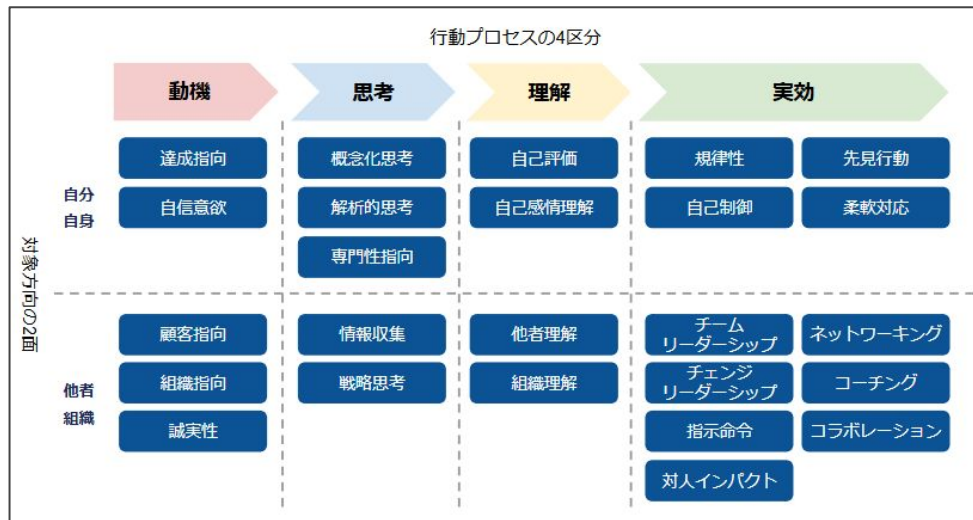 行動プロセスの4区分
動機
思考
理解
実効
対象方向の2面
自分
自身
達成指向
概念化思考
自己評価
規律性
先見行動
自信意欲
解析的思考
自己感情理解
自己制御
柔軟対応
専門性指向
他者
組織
顧客指向
情報収集
他者理解
チーム
リーダーシップ
ネットワーキング
組織指向
戦略思考
組織理解
チェンジ
リーダーシップ
コーチング
誠実性
指示命令
コラボレーション
対人インパクト